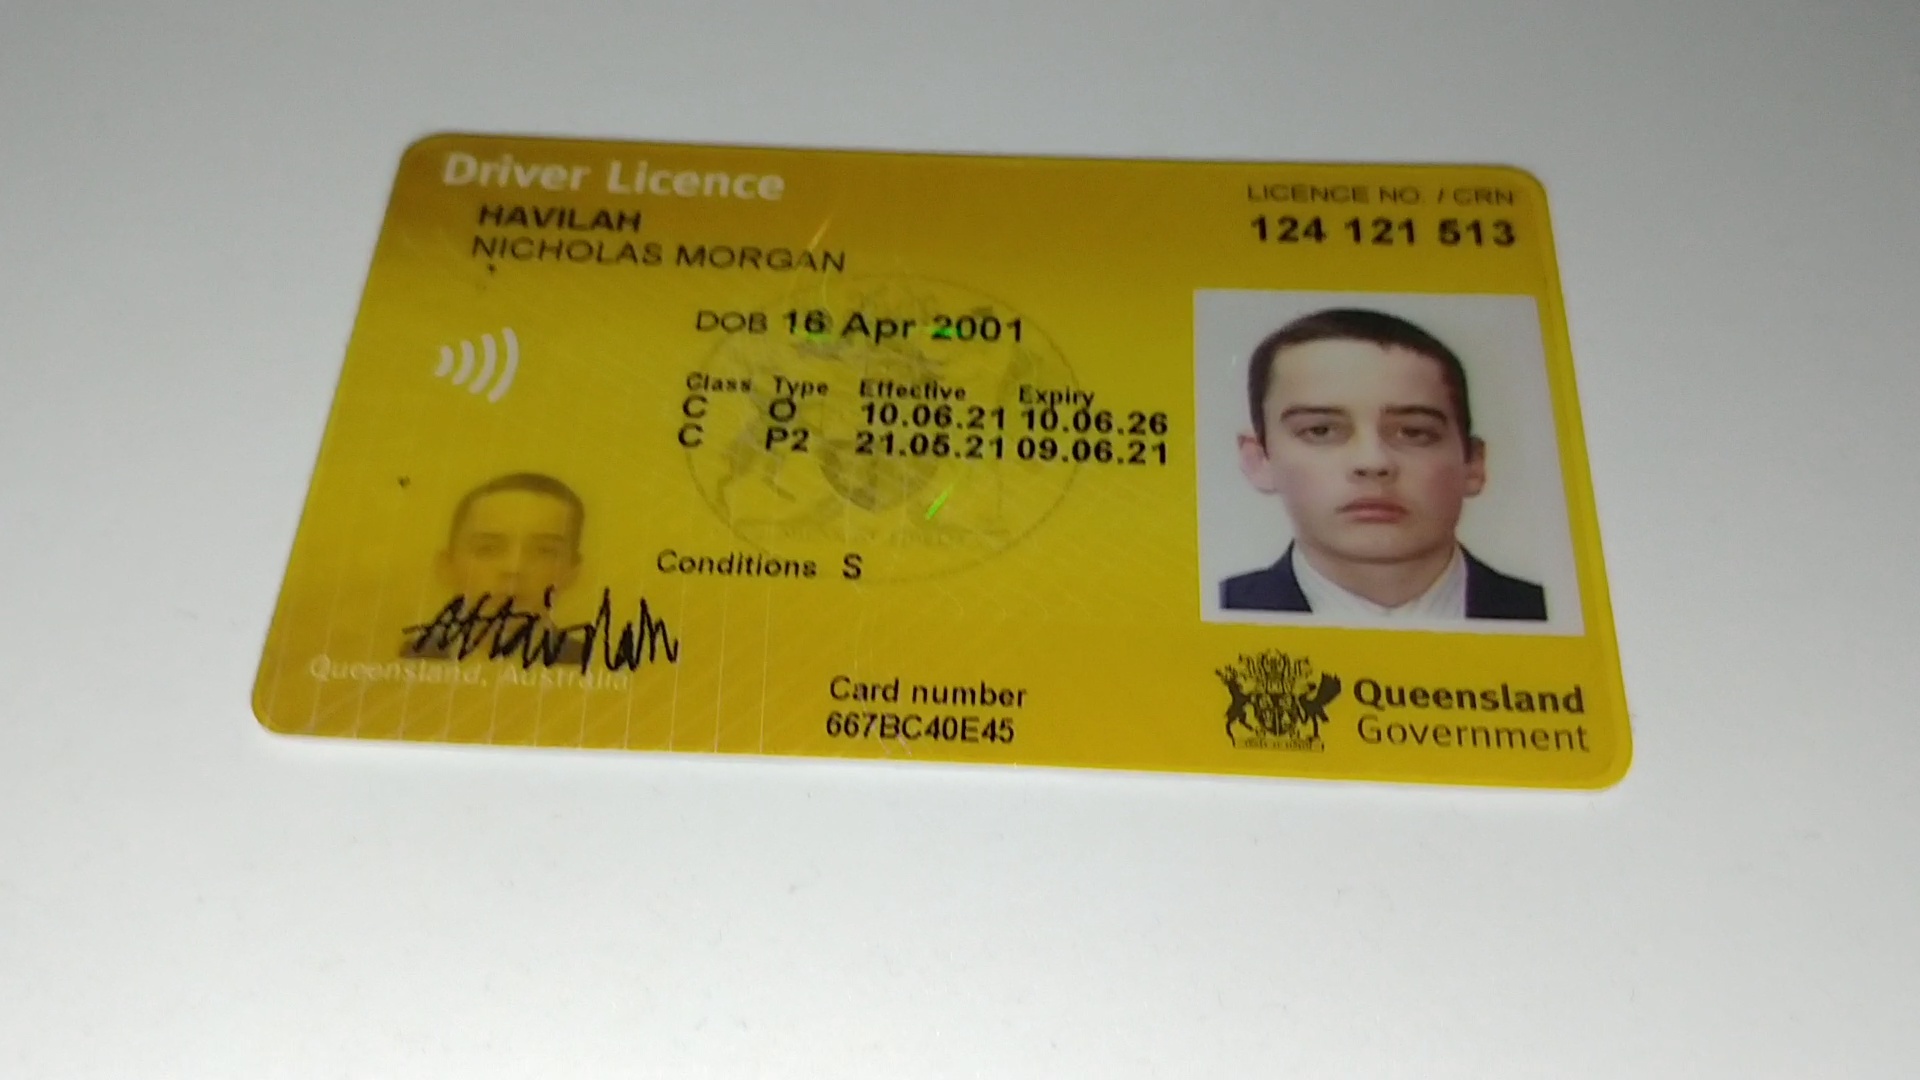 Driver Licence
HAVILAH
NICHOLAS MORGAN
LICENCE NO. / CRN
124 121 513
DOB 16 Apr 2001
Class Type Effective Expiry
C O 10.06.21 10.06.26
C P2 21.05.21 09.06.21
Conditions S
Queensland, Australia
Card number
667BC40E45
Queensland
Government